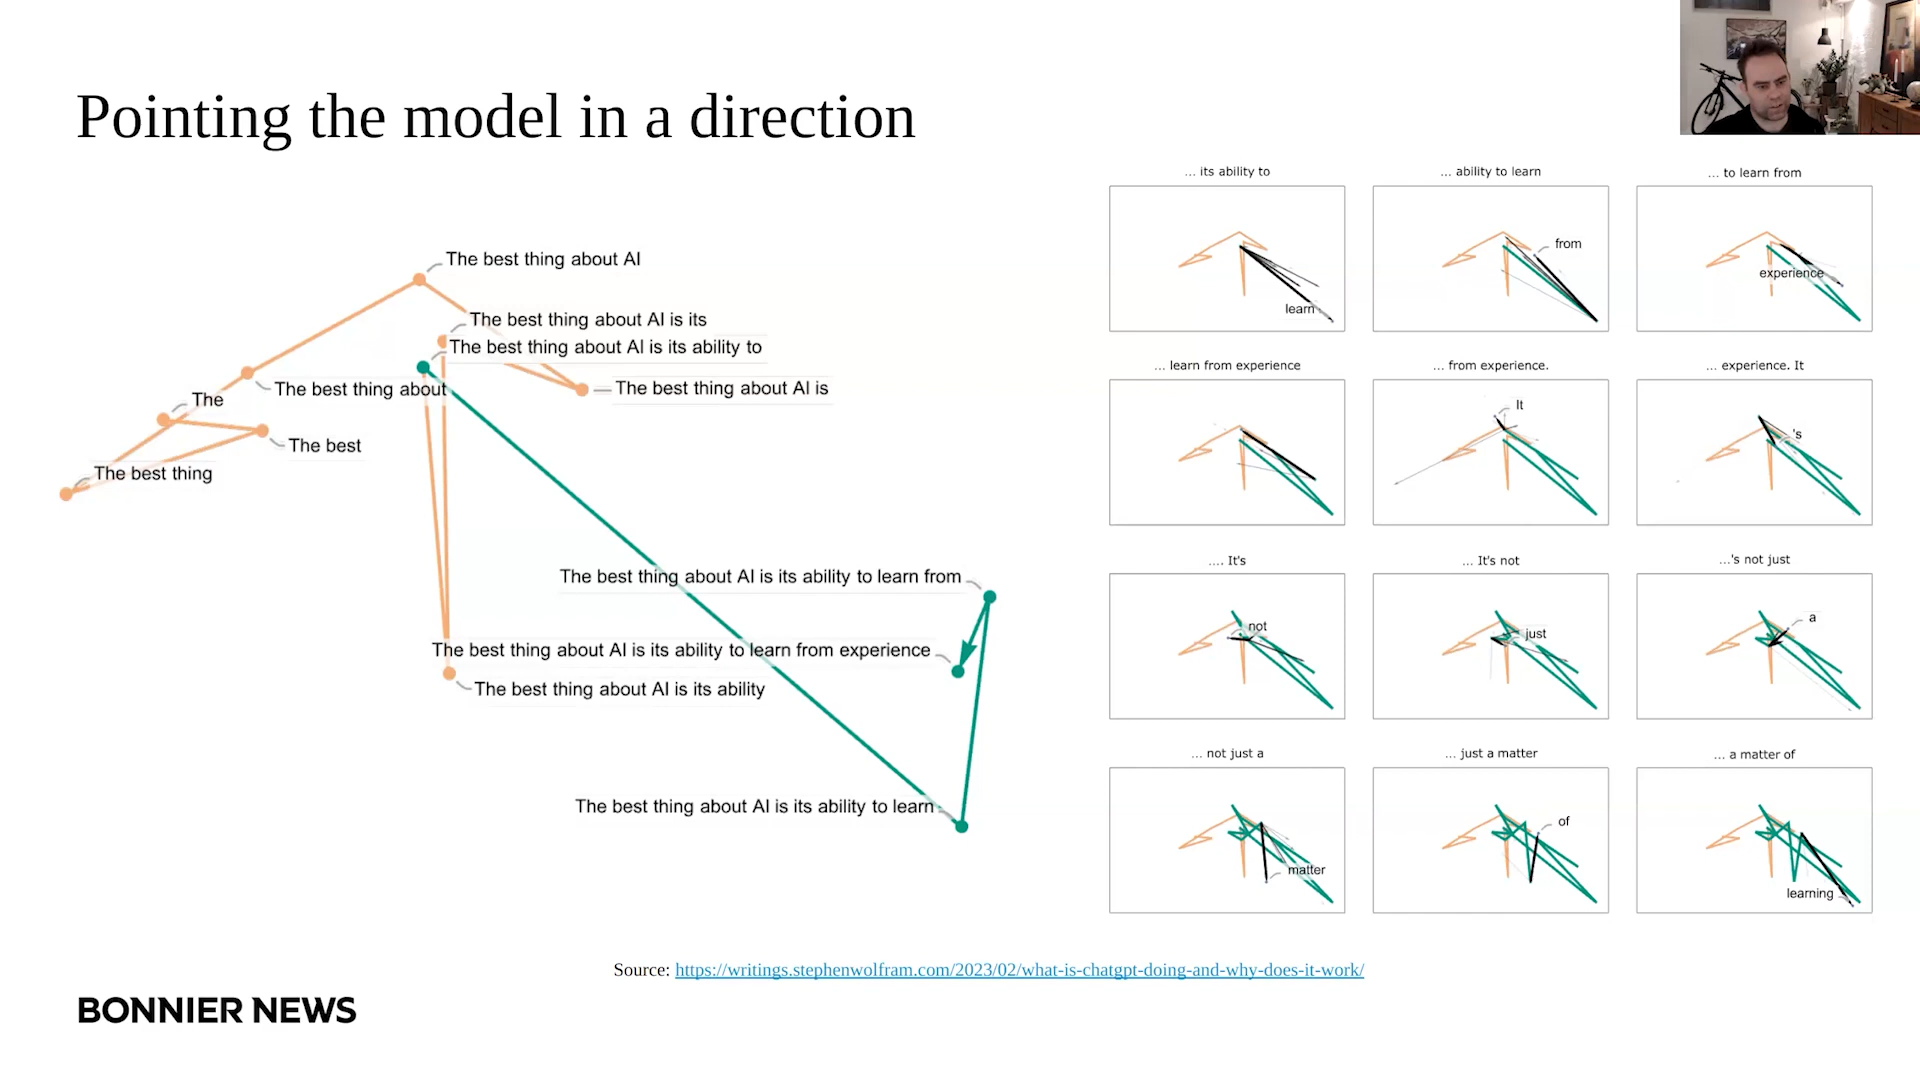 Pointing the model in a direction
The best thing about AI
The best thing about AI is its
The best thing about AI is its ability to
The best thing about AI is
The best thing about
The
The best
The best thing
The best thing about AI is its ability to learn from
The best thing about AI is its ability to learn from experience
The best thing about AI is its ability
The best thing about AI is its ability to learn
... its ability to
learn
... ability to learn
from
... to learn from
experience
... learn from experience
... from experience.
It
... experience. It
's
.... It's
not
... It's not
just
...'s not just
a
... not just a
matter
... just a matter
of
... a matter of
learning
Source: https://writings.stephenwolfram.com/2023/02/what-is-chatgpt-doing-and-why-does-it-work/
BONNIER NEWS